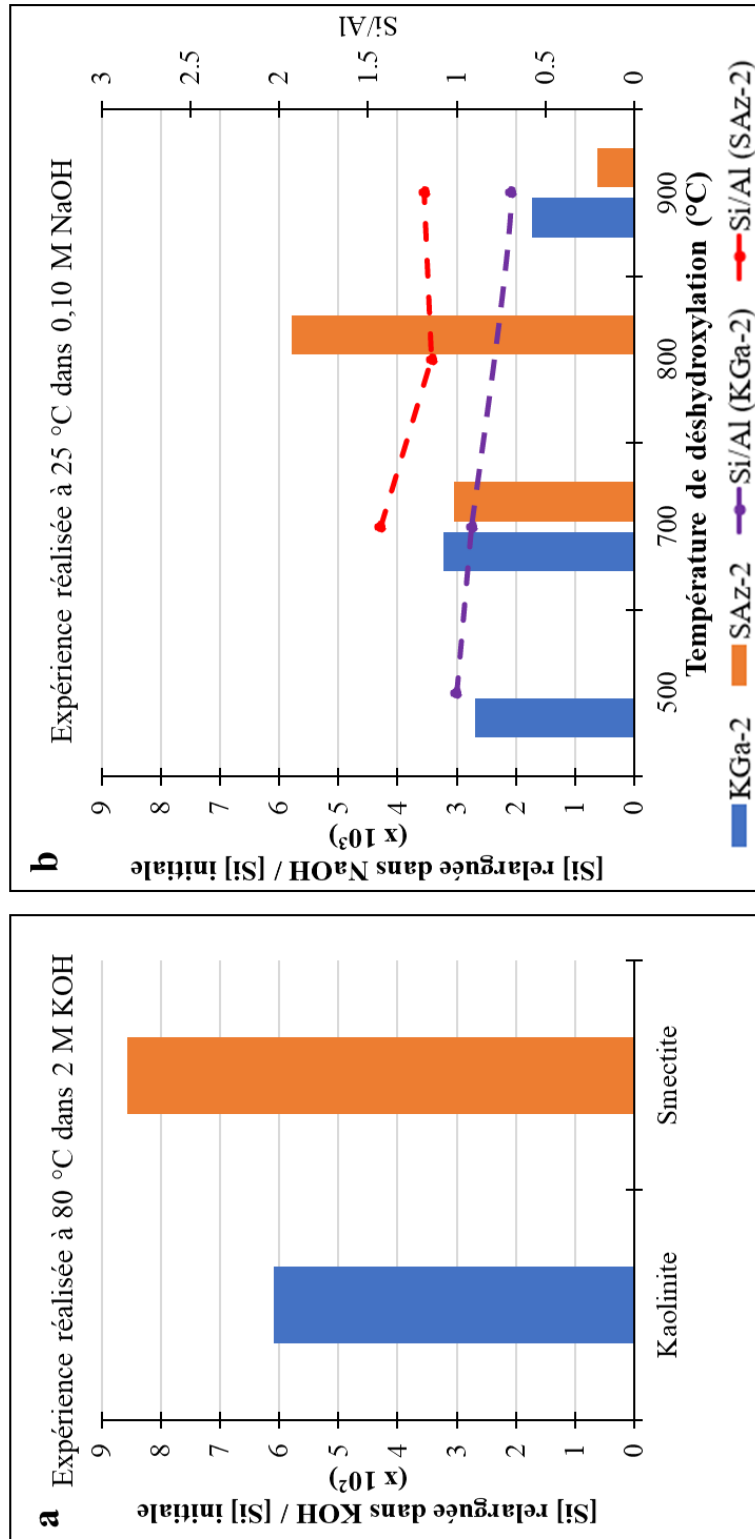 a
Expérience réalisée à 80 °C dans 2 M KOH
[Si] relarguée dans KOH / [Si] initiale
(x 10²)
9
8
7
6
5
4
3
2
1
0
Kaolinite
Smectite
b
Expérience réalisée à 25 °C dans 0,10 M NaOH
[Si] relarguée dans NaOH / [Si] initiale
(x 10³)
9
8
7
6
5
4
3
2
1
0
500
700
800
900
Température de déshydroxylation (°C)
Si/Al
3
2.5
2
1.5
1
0.5
0
KGa-2
SAz-2
Si/Al (KGa-2)
Si/Al (SAz-2)